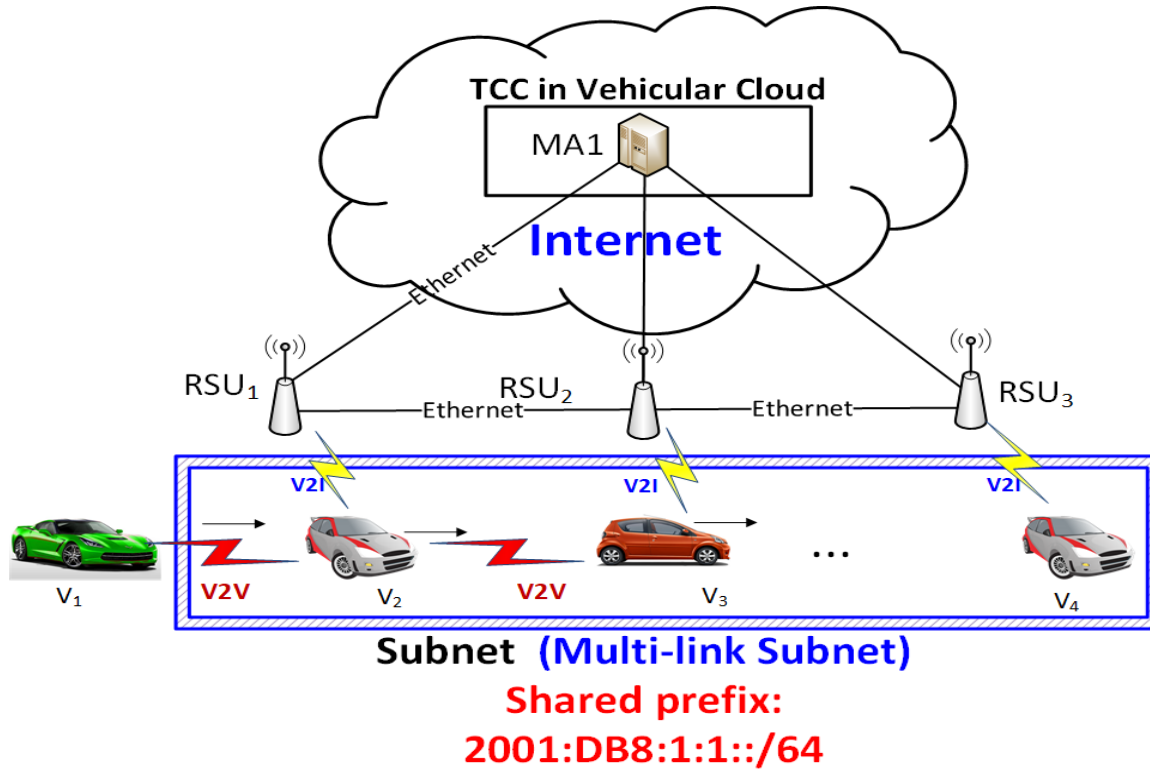 TCC in Vehicular Cloud
MA1
Internet
Ethernet
RSU1
RSU2
RSU3
Ethernet
Ethernet
V2I
V2I
V2I
V2V
V2V
...
V1
V2
V3
V4
Subnet (Multi-link Subnet)
Shared prefix:
2001:DB8:1:1::/64